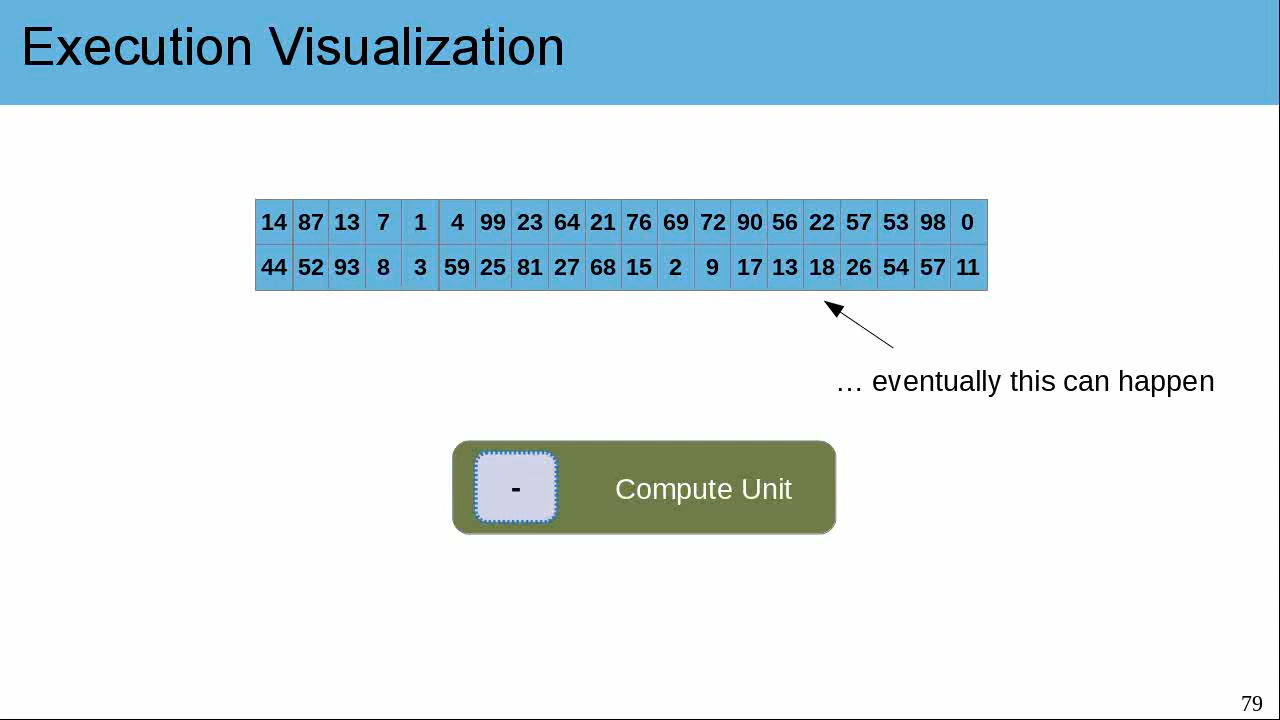 Execution Visualization
14 87 13 7 1 4 99 23 64 21 76 69 72 90 56 22 57 53 98 0
44 52 93 8 3 59 25 81 27 68 15 2 9 17 13 18 26 54 57 11
… eventually this can happen
- Compute Unit
79